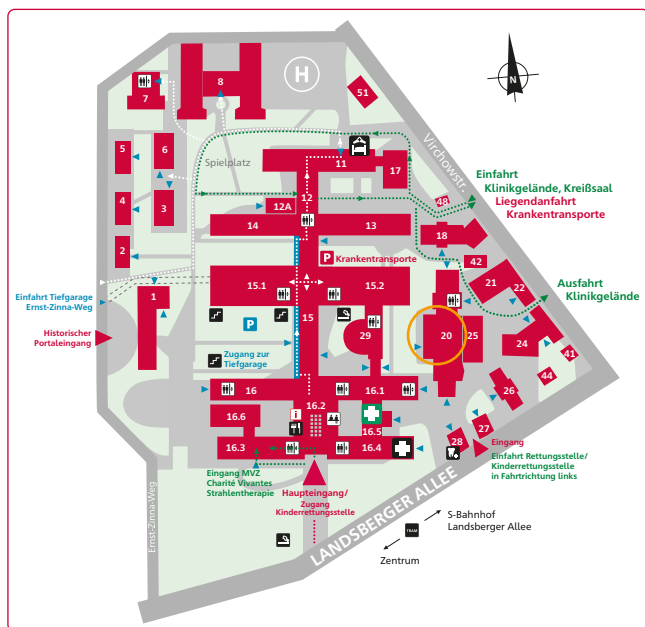 H
N
8
7
51
5
6
Spielplatz
11
17
Virchowstr.
Einfahrt
Klinikgelände, Kreißsaal
Liegendanfahrt
Krankentransporte
4
3
12
12A
48
14
13
18
2
P Krankentransporte
42
15.1
15.2
21
22
Ausfahrt
Klinikgelände
Einfahrt Tiefgarage
Ernst-Zinna-Weg
1
15
P
29
20
25
24
Historischer
Portaleingang
Zugang zur
Tiefgarage
41
44
16
16.1
26
16.2
i
16.6
16.5
27
16.3
16.4
28
Eingang
Einfahrt Rettungsstelle/
Kinderrettungsstelle
in Fahrtrichtung links
Eingang MVZ
Charité Vivantes
Strahlentherapie
Haupteingang/
Zugang
Kinderrettungsstelle
Ernst-Zinna-Weg
LANDSBERGER ALLEE
S-Bahnhof
Landsberger Allee
TRAM
Zentrum